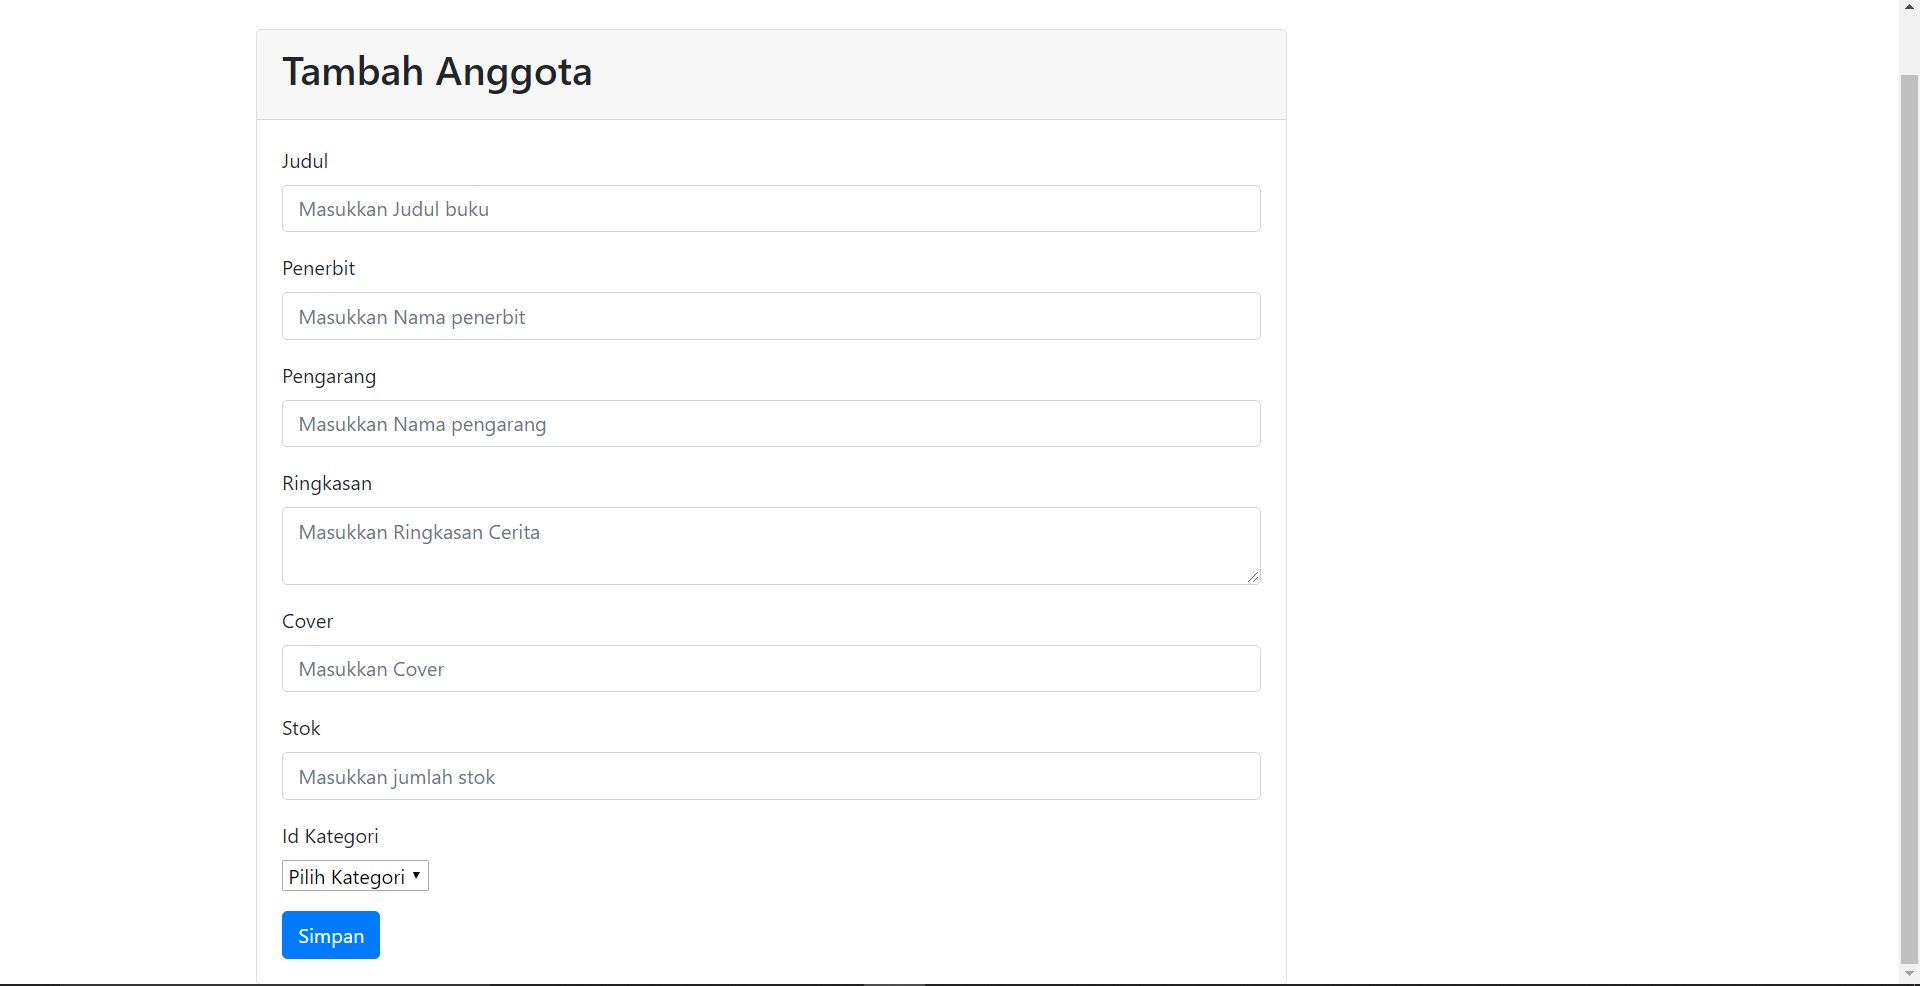 Tambah Anggota
Judul
Masukkan Judul buku
Penerbit
Masukkan Nama penerbit
Pengarang
Masukkan Nama pengarang
Ringkasan
Masukkan Ringkasan Cerita
Cover
Masukkan Cover
Stok
Masukkan jumlah stok
Id Kategori
Pilih Kategori
Simpan